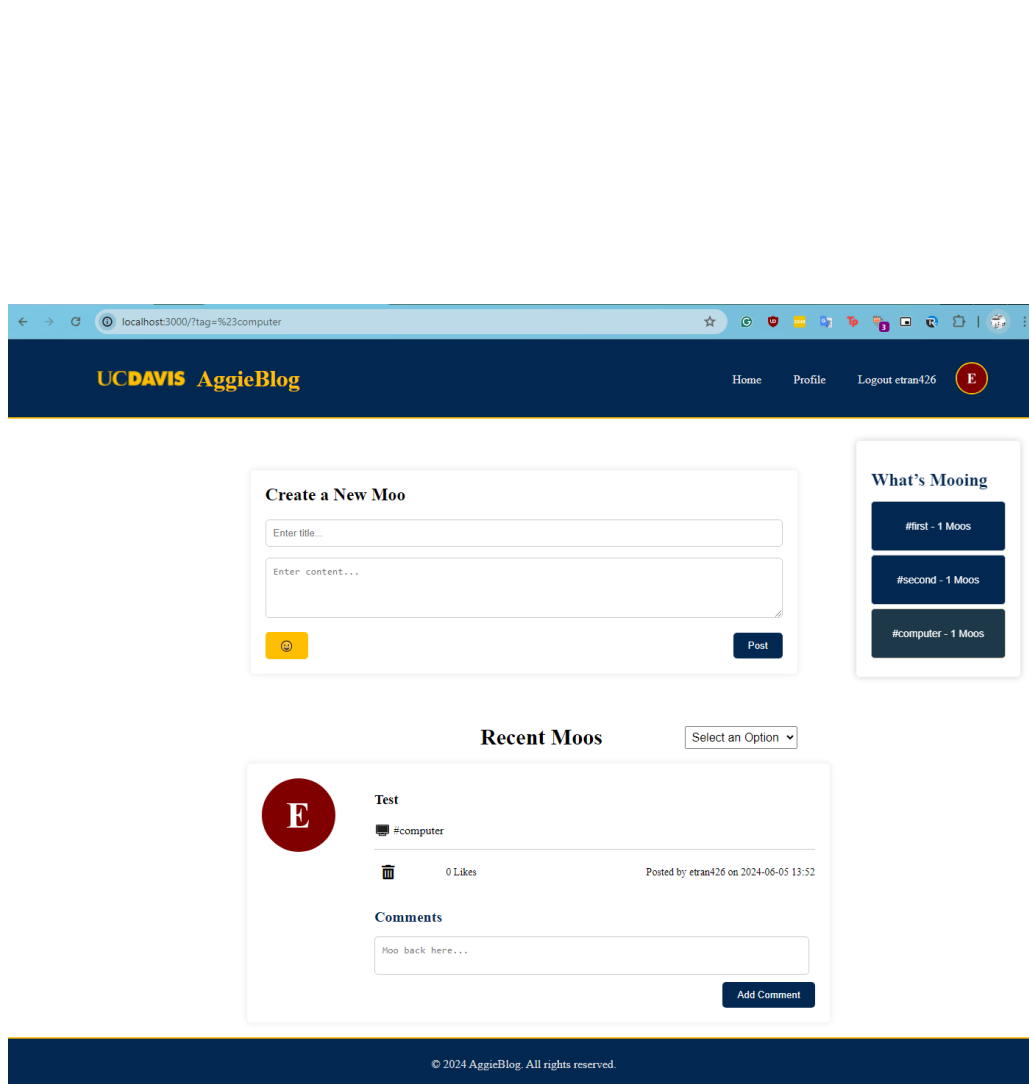 localhost:3000/?tag=%23computer
3
UCDAVIS AggieBlog
Home Profile Logout etran426 E
Create a New Moo
Enter title...
Enter content...
Post
What's Mooing
#first - 1 Moos
#second - 1 Moos
#computer - 1 Moos
Recent Moos
Select an Option
E
Test
#computer
0 Likes Posted by etran426 on 2024-06-05 13:52
Comments
Moo back here...
Add Comment
© 2024 AggieBlog. All rights reserved.